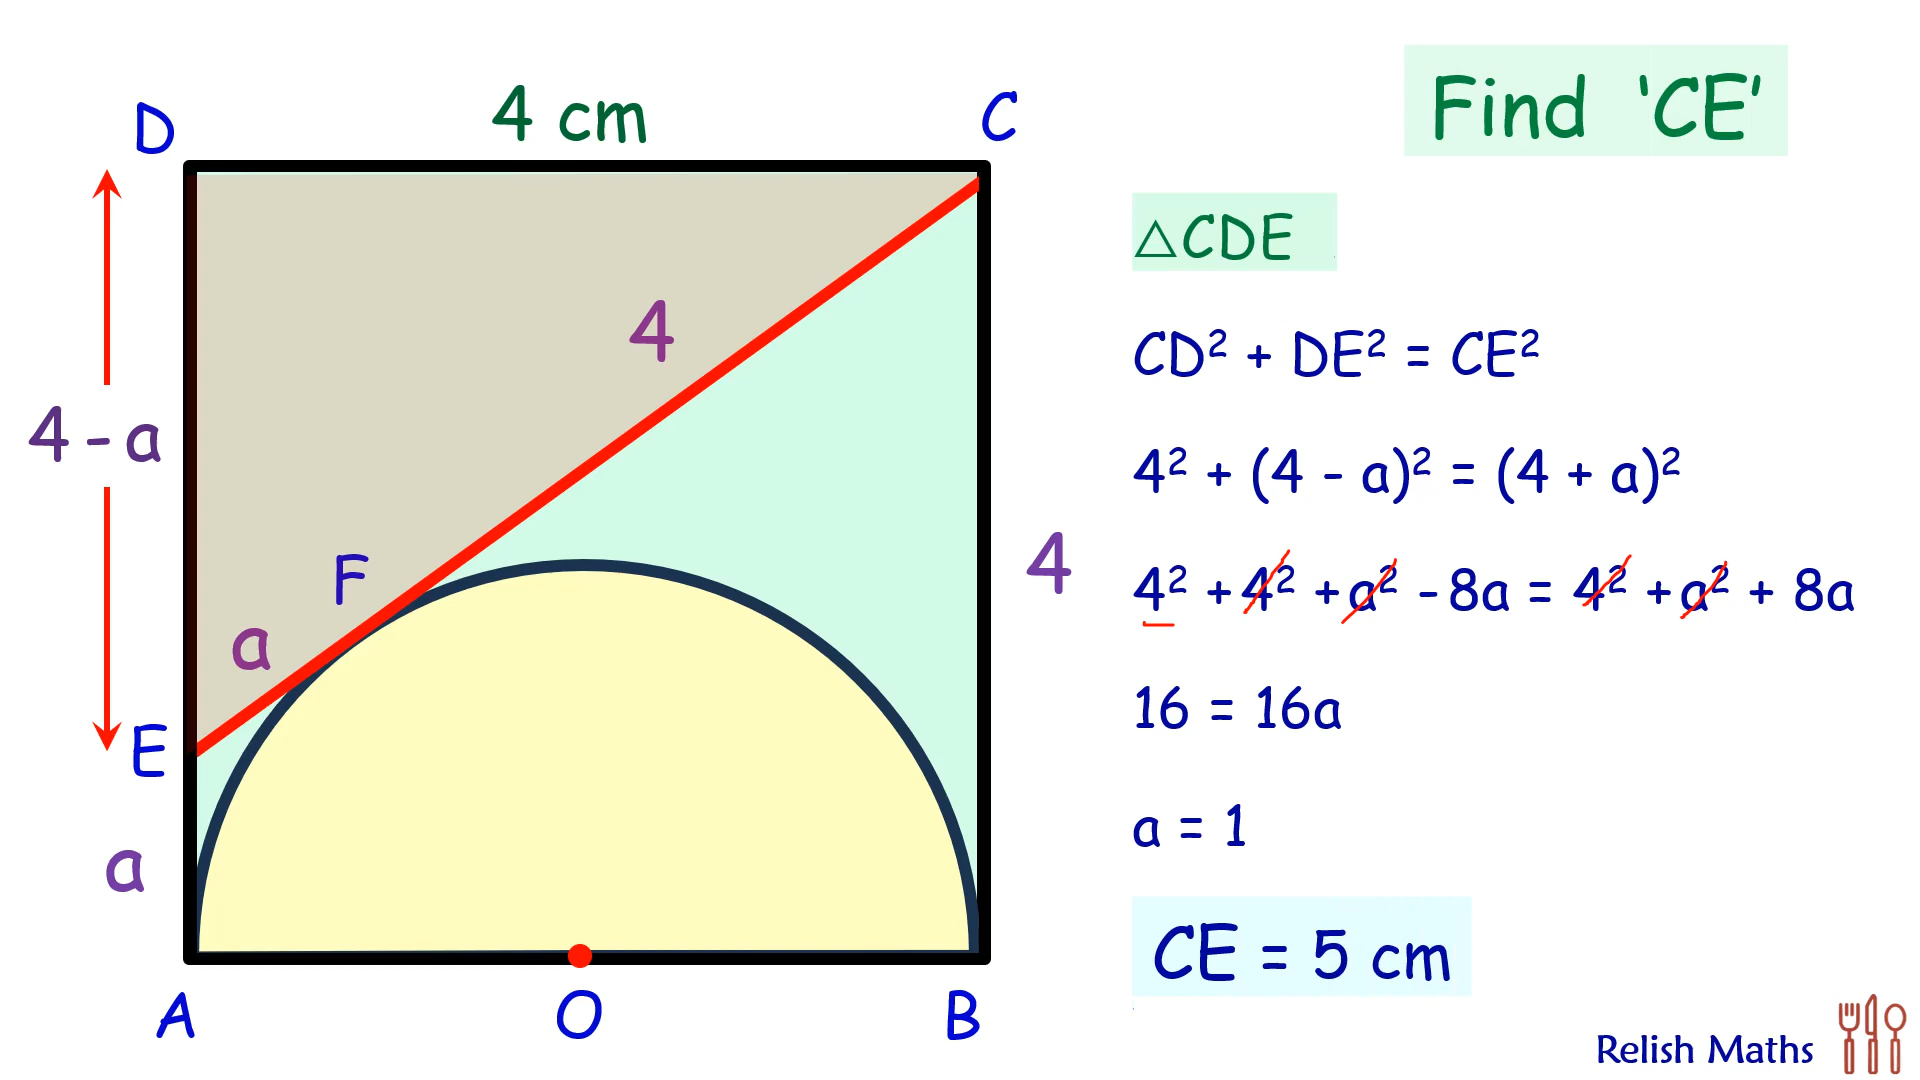 Find 'CE'
D
4 cm
C
4 - a
4
F
a
E
a
4
A
O
B
△CDE
CD² + DE² = CE²
4² + (4 - a)² = (4 + a)²
4² + 4² + a² - 8a = 4² + a² + 8a
16 = 16a
a = 1
CE = 5 cm
Relish Maths